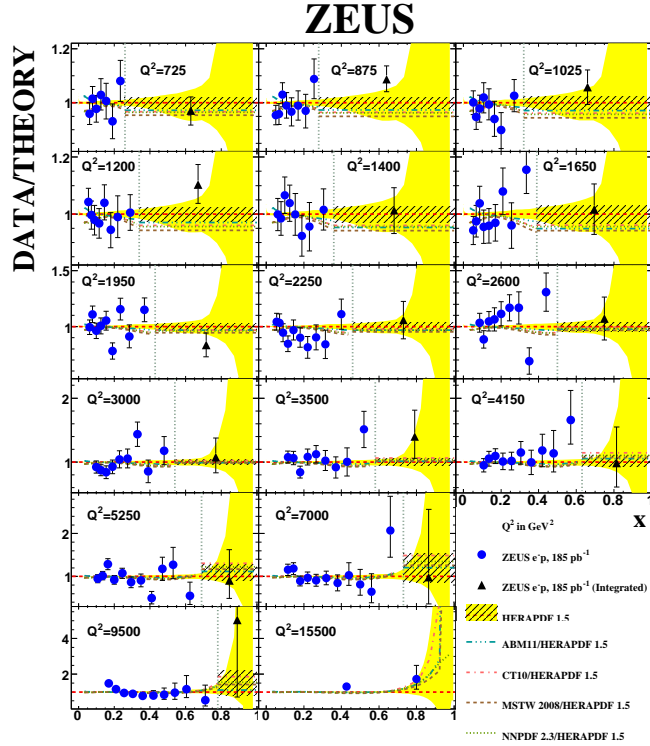 ZEUS
DATA/THEORY
1.2
1
Q²=725
Q²=875
Q²=1025
1.2
1
Q²=1200
Q²=1400
Q²=1650
1.5
1
Q²=1950
Q²=2250
Q²=2600
2
1
Q²=3000
Q²=3500
Q²=4150
2
1
Q²=5250
Q²=7000
4
2
Q²=9500
Q²=15500
0 0.2 0.4 0.6 0.8
0 0.2 0.4 0.6 0.8 1
0 0.2 0.4 0.6 0.8 1
x
Q² in GeV²
ZEUS e⁻p, 185 pb⁻¹
ZEUS e⁻p, 185 pb⁻¹ (Integrated)
HERAPDF 1.5
ABM11/HERAPDF 1.5
CT10/HERAPDF 1.5
MSTW 2008/HERAPDF 1.5
NNPDF 2.3/HERAPDF 1.5